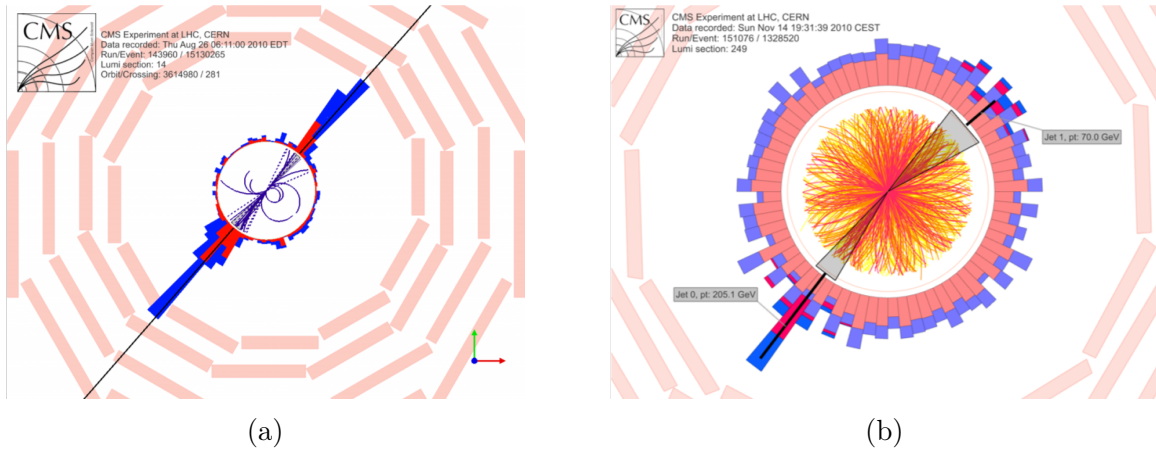 CMS
CMS Experiment at LHC, CERN
Data recorded: Thu Aug 26 06:11:00 2010 EDT
Run/Event: 143960 / 15130265
Lumi section: 14
Orbit/Crossing: 3614980 / 281
CMS
CMS Experiment at LHC, CERN
Data recorded: Sun Nov 14 19:31:39 2010 CEST
Run/Event: 151076 / 1328520
Lumi section: 249
Jet 1, pt: 70.0 GeV
Jet 0, pt: 205.1 GeV
(a)
(b)